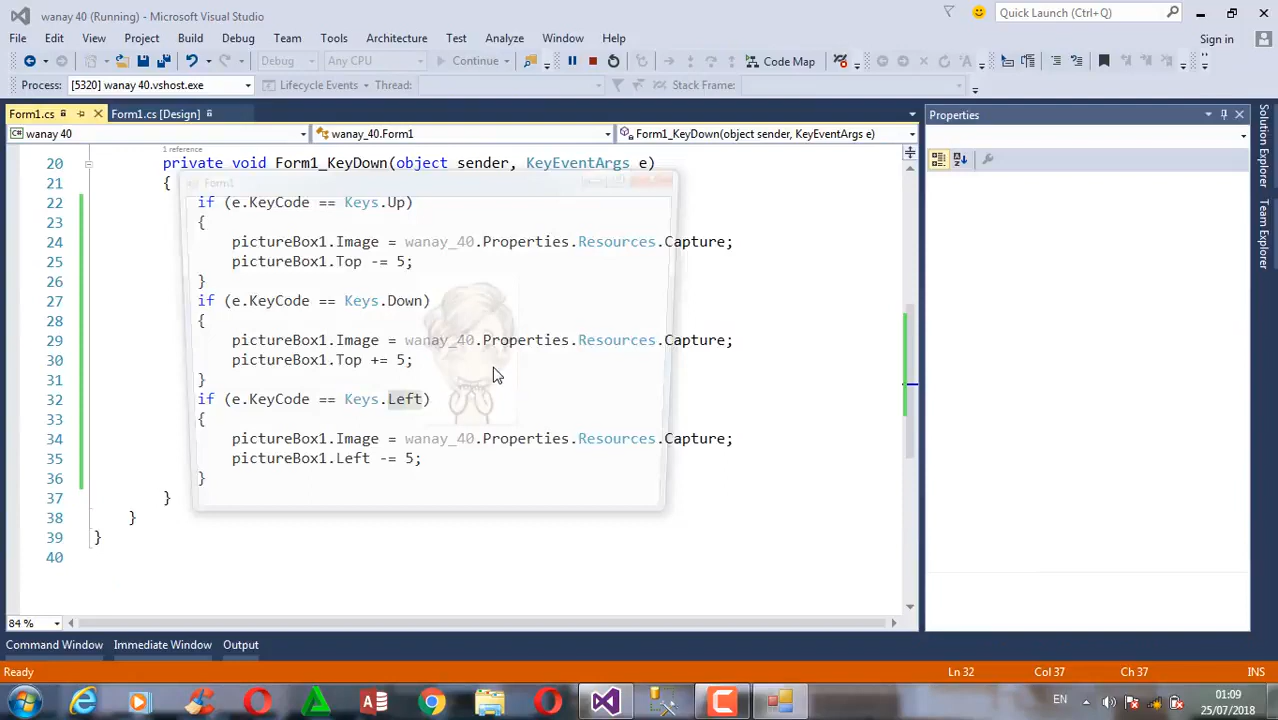 wanay 40 (Running) - Microsoft Visual Studio
Quick Launch (Ctrl+Q)
File Edit View Project Build Debug Team Tools Architecture Test Analyze Window Help
Sign in
Debug Any CPU Continue Code Map
Process: [5320] wanay 40.vshost.exe Lifecycle Events Thread: Stack Frame:
Form1.cs Form1.cs [Design]
Properties
wanay 40 wanay_40.Form1 Form1_KeyDown(object sender, KeyEventArgs e)
1 reference
20 private void Form1_KeyDown(object sender, KeyEventArgs e)
21 {
Form1
22 if (e.KeyCode == Keys.Up)
23 {
24 pictureBox1.Image = wanay_40.Properties.Resources.Capture;
25 pictureBox1.Top -= 5;
26 }
27 if (e.KeyCode == Keys.Down)
28 {
29 pictureBox1.Image = wanay_40.Properties.Resources.Capture;
30 pictureBox1.Top += 5;
31 }
32 if (e.KeyCode == Keys.Left)
33 {
34 pictureBox1.Image = wanay_40.Properties.Resources.Capture;
35 pictureBox1.Left -= 5;
36 }
37 }
38 }
39 }
40
84 %
Solution Explorer
Team Explorer
Command Window Immediate Window Output
Ready Ln 32 Col 37 Ch 37 INS
EN 01:09
25/07/2018